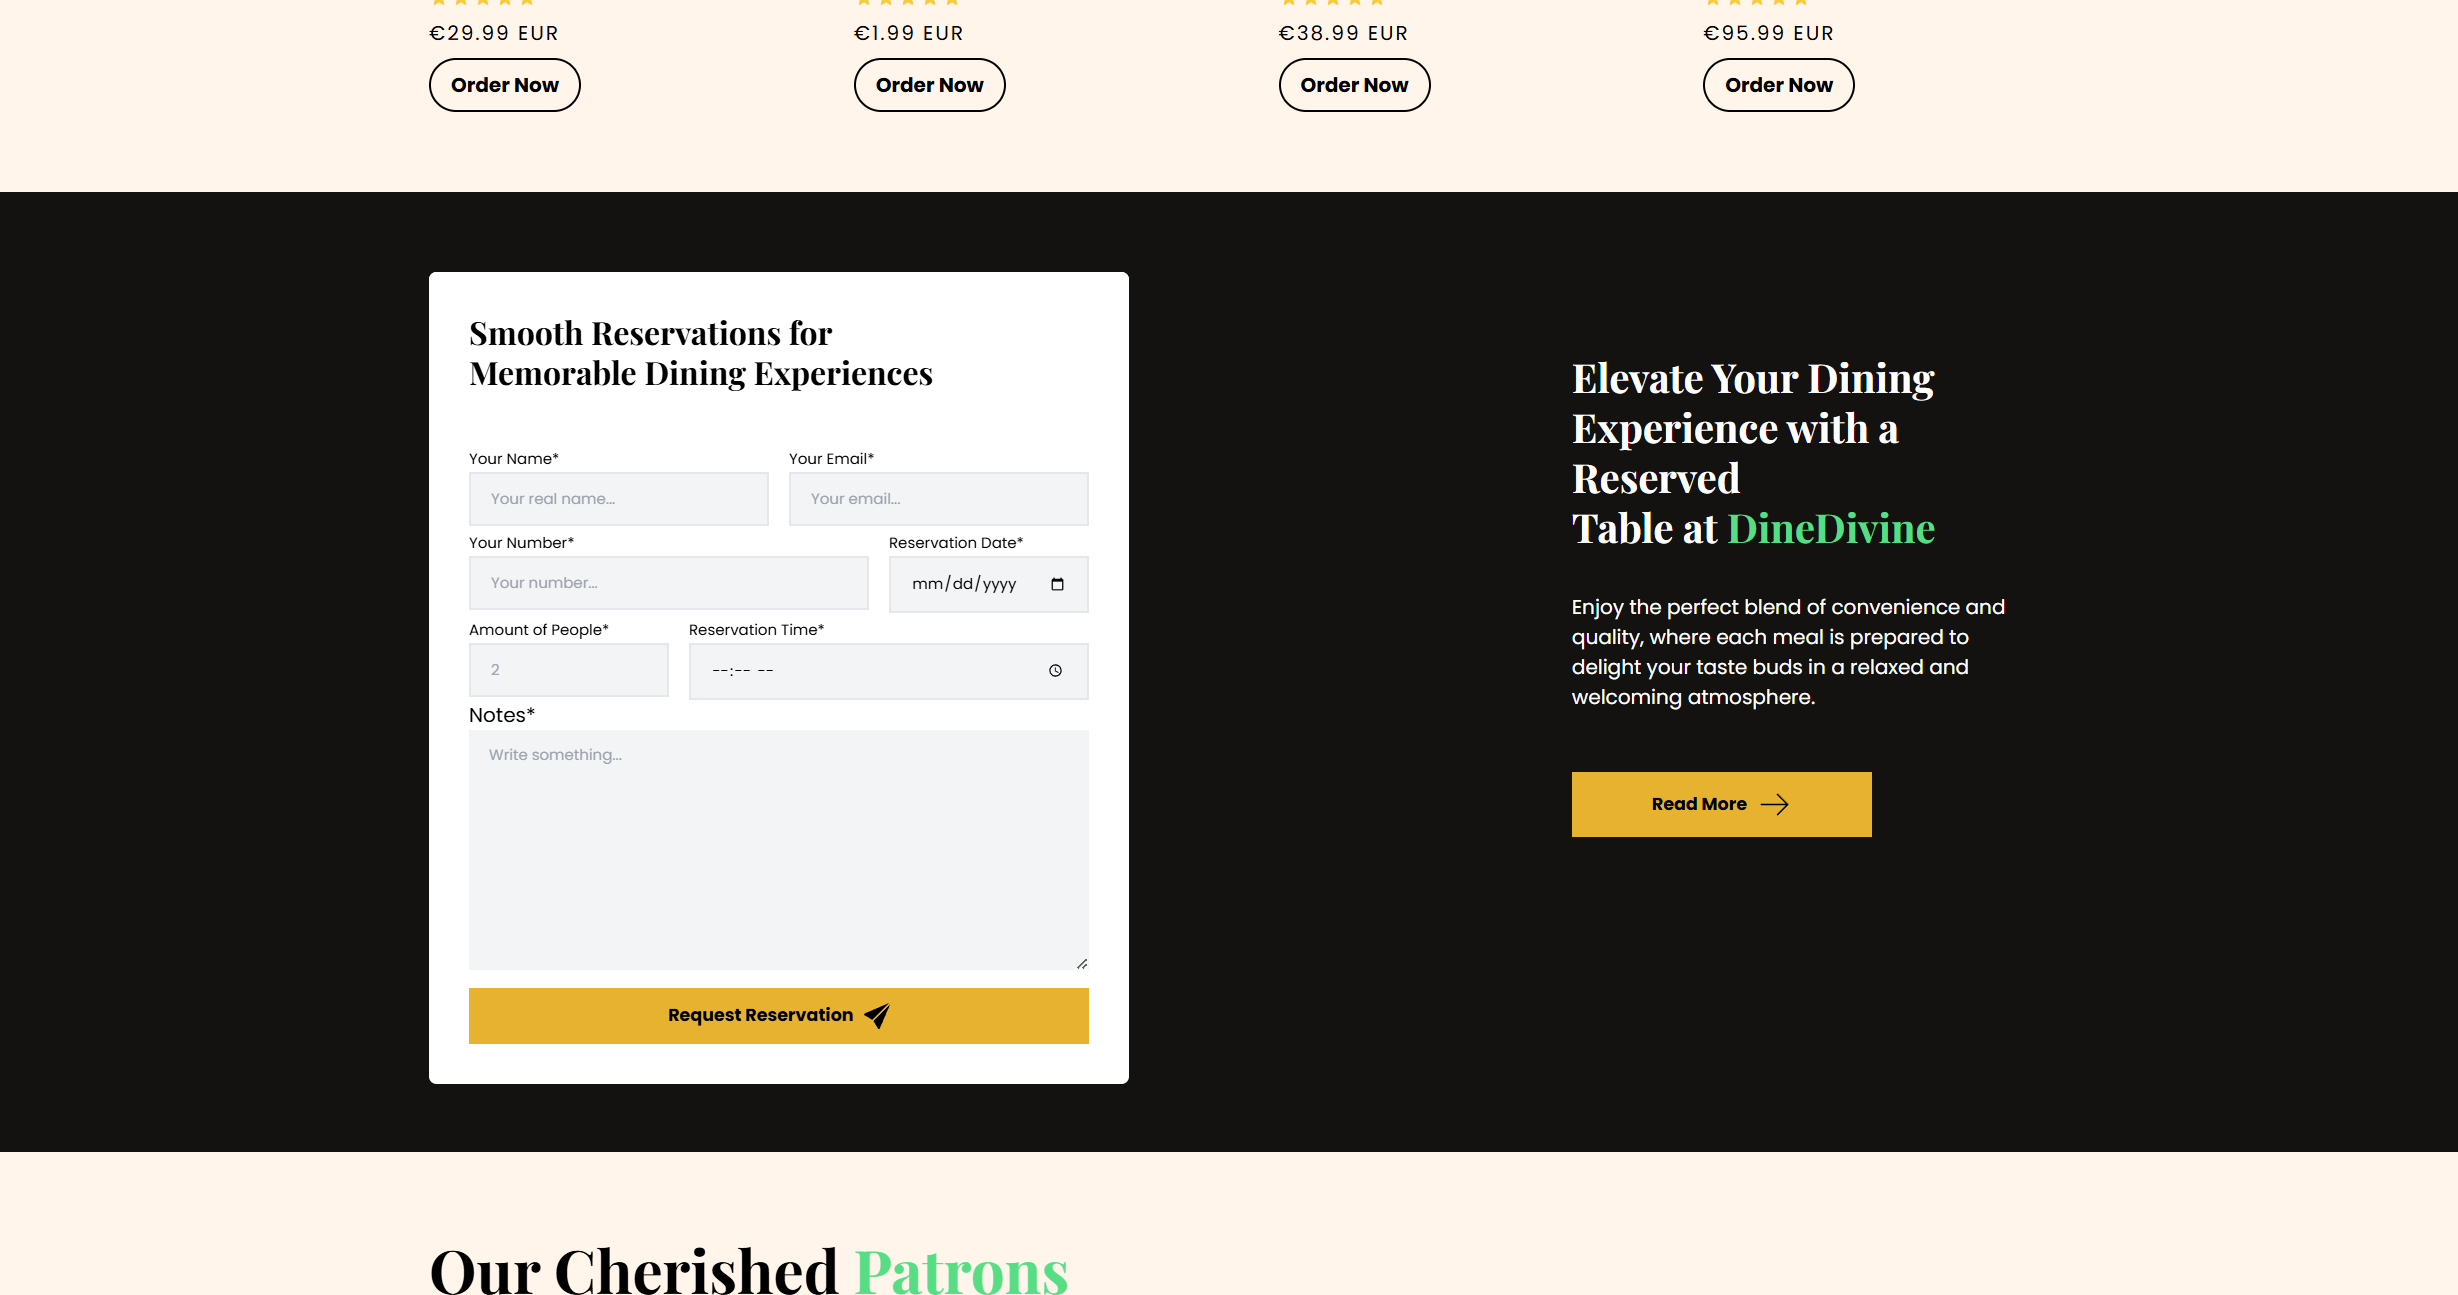 €29.99 EUR
€1.99 EUR
€38.99 EUR
€95.99 EUR
Order Now
Order Now
Order Now
Order Now
Smooth Reservations for
Memorable Dining Experiences
Your Name*
Your Email*
Your real name...
Your email...
Your Number*
Reservation Date*
Your number...
mm/dd/yyyy
Amount of People*
Reservation Time*
2
--:-- --
Notes*
Write something...
Request Reservation
Elevate Your Dining
Experience with a
Reserved
Table at DineDivine
Enjoy the perfect blend of convenience and
quality, where each meal is prepared to
delight your taste buds in a relaxed and
welcoming atmosphere.
Read More
Our Cherished Patrons